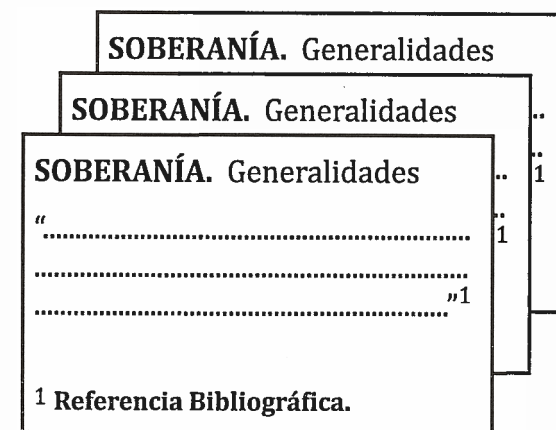 SOBERANÍA. Generalidades
SOBERANÍA. Generalidades
SOBERANÍA. Generalidades
“......................................................................
......................................................................
..................................................................”1
1 Referencia Bibliográfica.
..
..
1
..
..
1